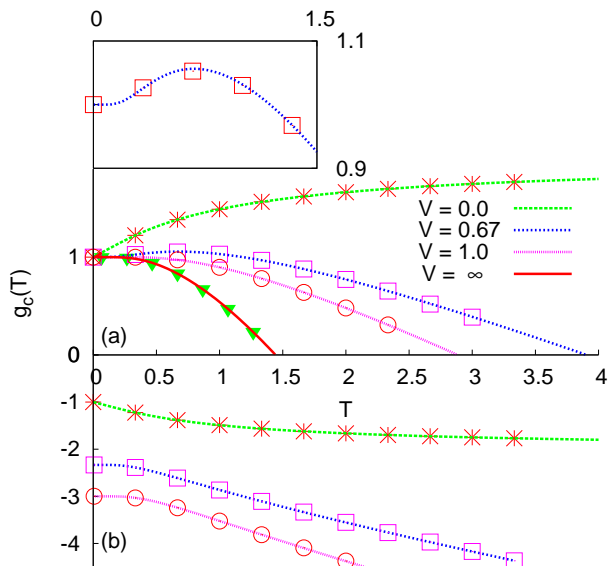 0
1.5
1.1
0.9
V = 0.0
V = 0.67
V = 1.0
V = ∞
g_c(T)
1
0
(a)
0
0.5
1
1.5
2
2.5
3
3.5
4
T
0
-1
-2
-3
-4
(b)